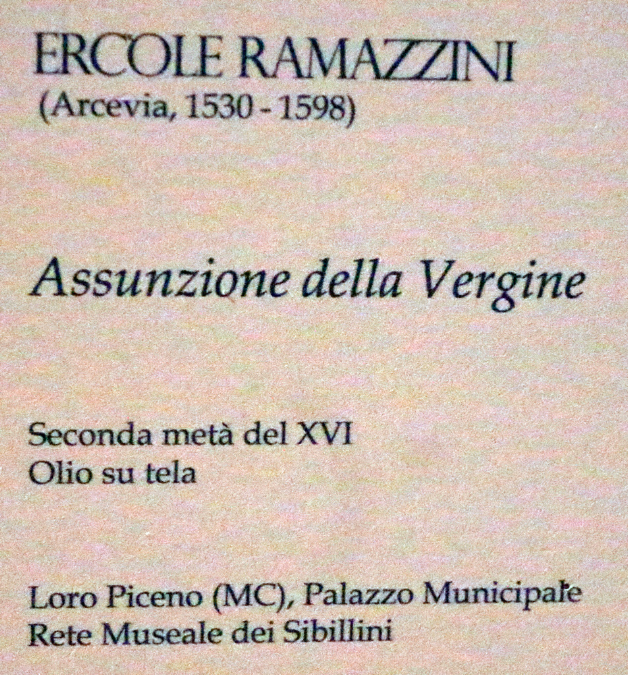 ERCOLE RAMAZZINI
(Arcevia, 1530 - 1598)
Assunzione della Vergine
Seconda metà del XVI
Olio su tela
Loro Piceno (MC), Palazzo Municipale
Rete Museale dei Sibillini